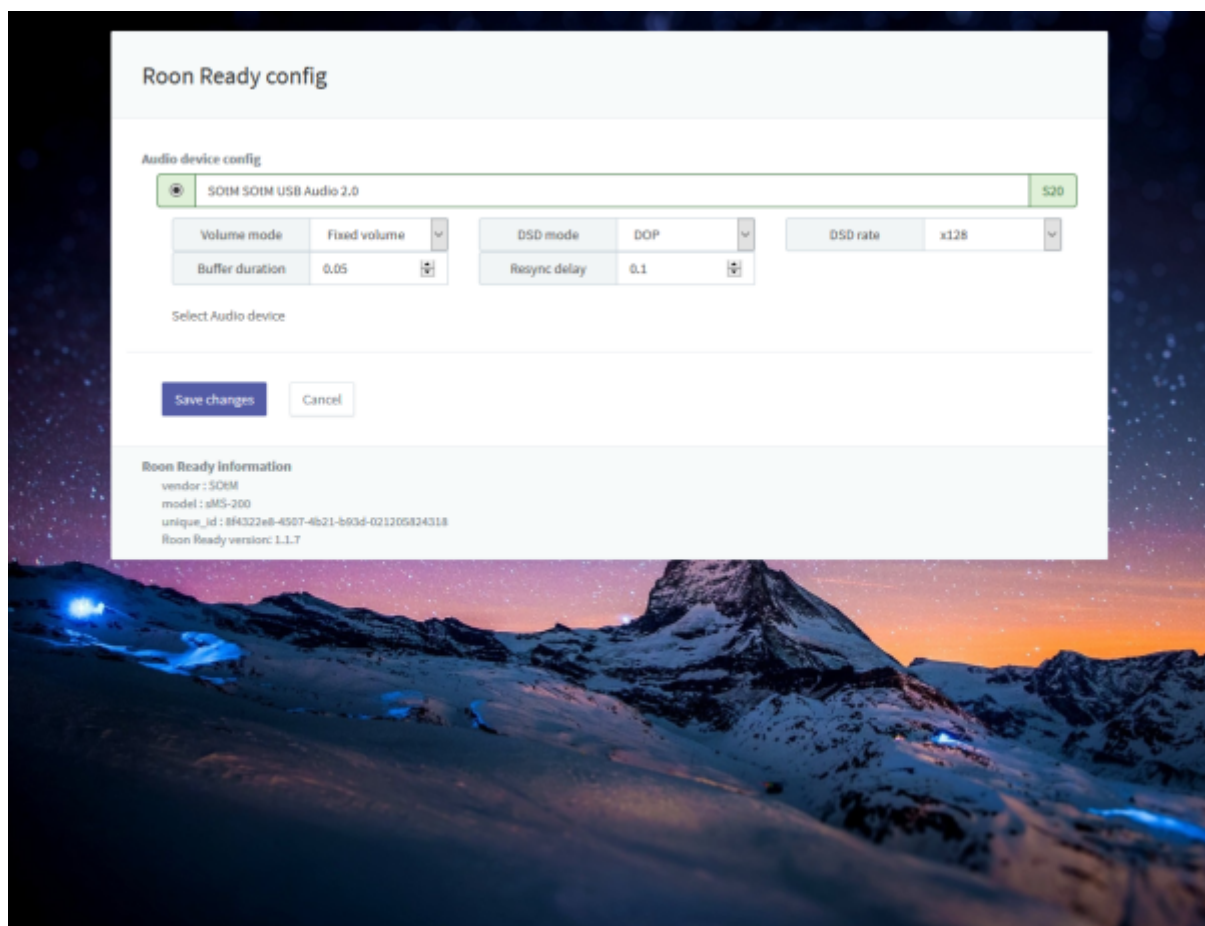 Roon Ready config
Audio device config
SOtM SOtM USB Audio 2.0 S20
Volume mode Fixed volume DSD mode DOP DSD rate x128
Buffer duration 0.05 Resync delay 0.1
Select Audio device
Save changes Cancel
Roon Ready information
vendor : SOtM
model : sMS-200
unique_id : 8f4322e8-4507-4b21-b93d-021205824318
Roon Ready version: 1.1.7